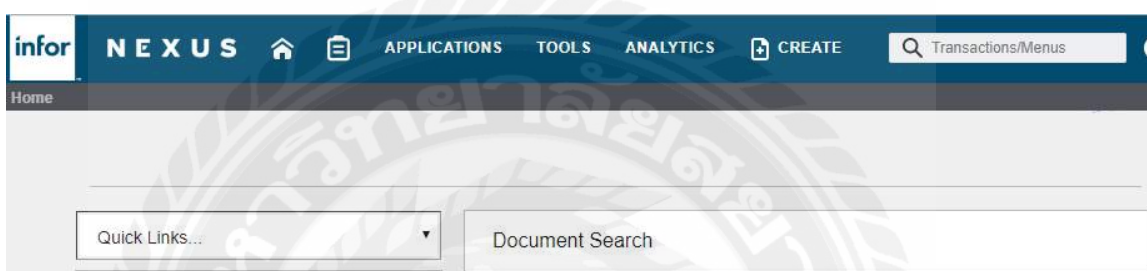 infor NEXUS APPLICATIONS TOOLS ANALYTICS CREATE Transactions/Menus
Home
Quick Links...
Document Search